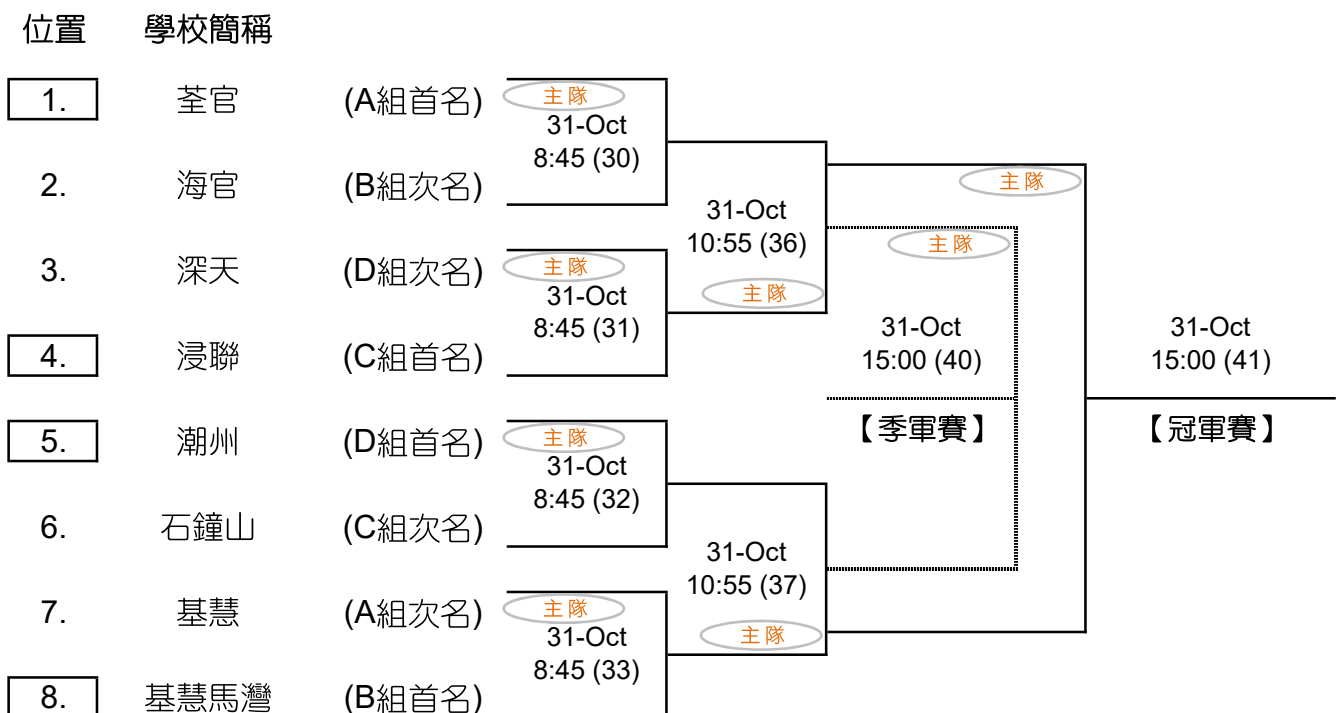 位置 學校簡稱
1. 荃官 (A組首名) 主隊
31-Oct
8:45 (30)
主隊
2. 海官 (B組次名)
31-Oct
10:55 (36)
主隊
3. 深天 (D組次名) 主隊
31-Oct
8:45 (31)
主隊
4. 浸聯 (C組首名)
31-Oct
15:00 (40)
【季軍賽】
31-Oct
15:00 (41)
【冠軍賽】
5. 潮州 (D組首名) 主隊
31-Oct
8:45 (32)
6. 石鐘山 (C組次名)
31-Oct
10:55 (37)
主隊
7. 基慧 (A組次名) 主隊
31-Oct
8:45 (33)
8. 基慧馬灣 (B組首名)